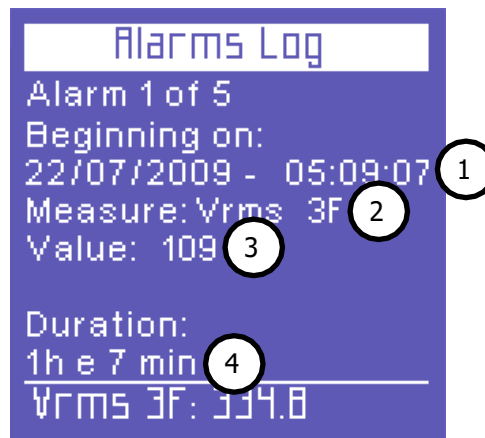 Alarms Log
Alarm 1 of 5
Beginning on:
22/07/2009 - 05:09:07 1
Measure: Vrms 3F 2
Value: 109 3
Duration:
1h e 7 min 4
Vrms 3F: 334.8